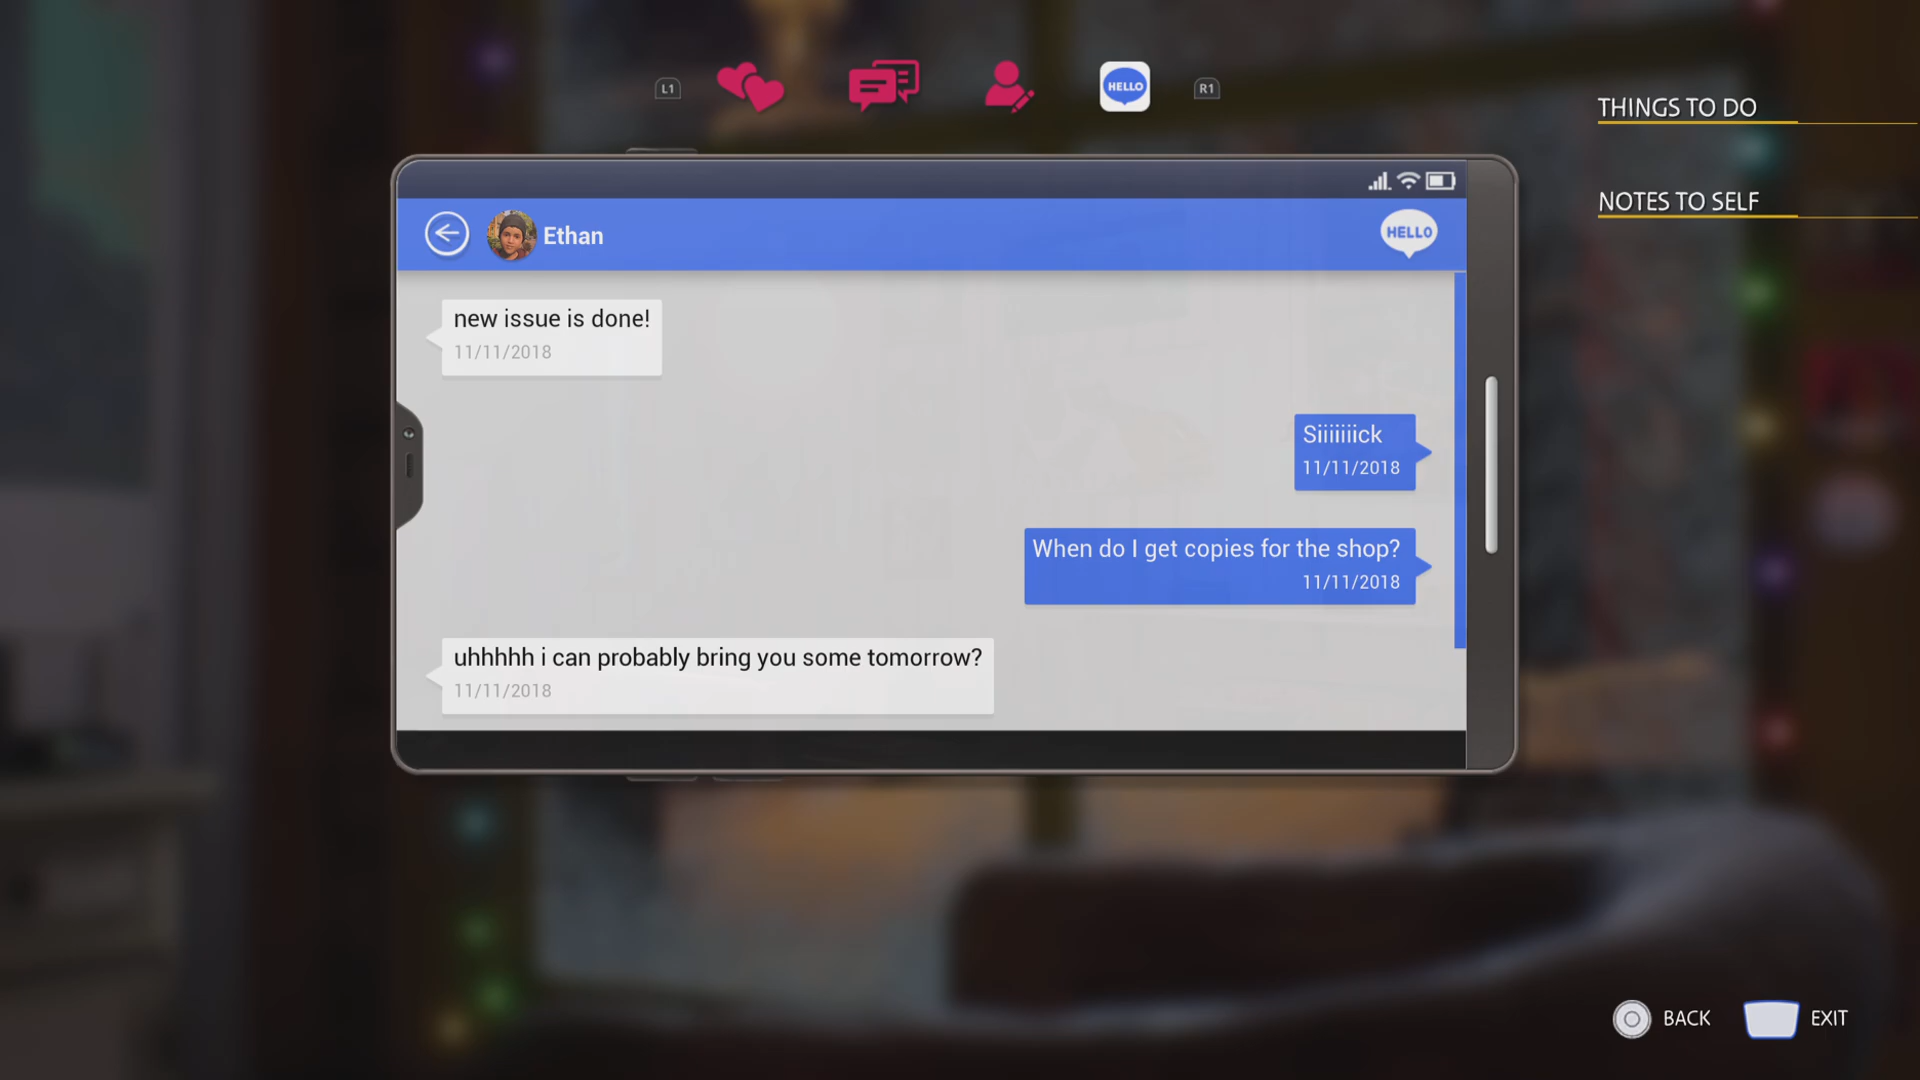 L1
HELLO
R1
THINGS TO DO
NOTES TO SELF
Ethan
HELLO
new issue is done!
11/11/2018
Siiiiiiick
11/11/2018
When do I get copies for the shop?
11/11/2018
uhhhhh i can probably bring you some tomorrow?
11/11/2018
BACK
EXIT